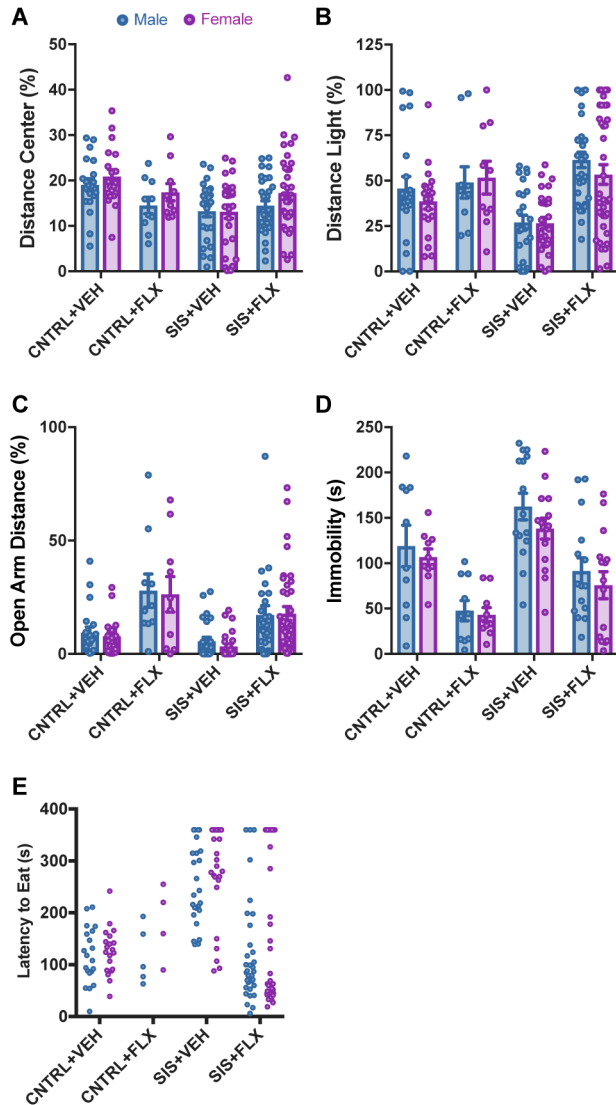 A
Male
Female
Distance Center (%)
50
40
30
20
10
0
CNTRL+VEH
CNTRL+FLX
SIS+VEH
SIS+FLX
B
Distance Light (%)
125
100
75
50
25
0
CNTRL+VEH
CNTRL+FLX
SIS+VEH
SIS+FLX
C
Open Arm Distance (%)
100
50
0
CNTRL+VEH
CNTRL+FLX
SIS+VEH
SIS+FLX
D
Immobility (s)
250
200
150
100
50
0
CNTRL+VEH
CNTRL+FLX
SIS+VEH
SIS+FLX
E
Latency to Eat (s)
400
300
200
100
0
CNTRL+VEH
CNTRL+FLX
SIS+VEH
SIS+FLX